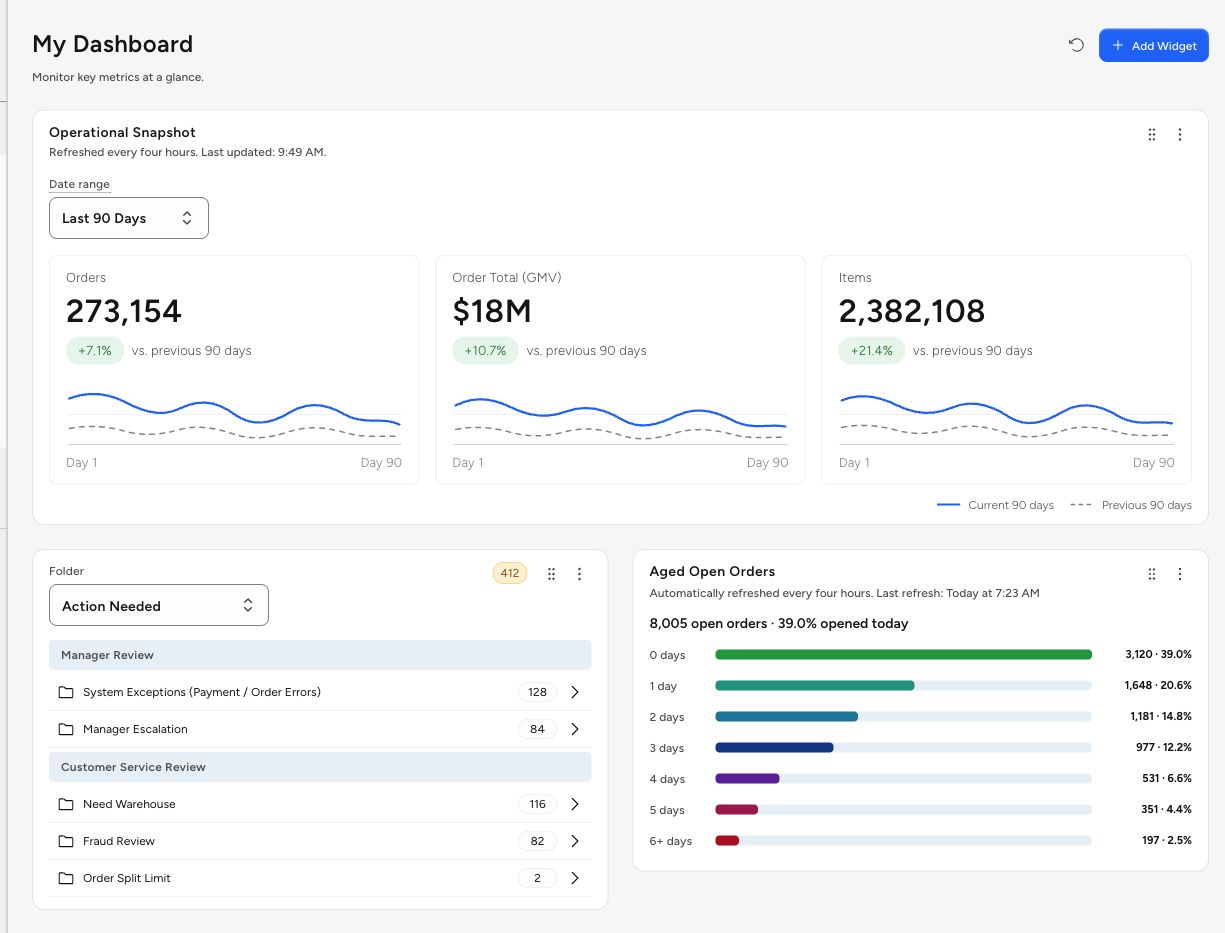 My Dashboard
Add Widget
Monitor key metrics at a glance.
Operational Snapshot
Refreshed every four hours. Last updated: 9:49 AM.
Date range
Last 90 Days
Orders
273,154
+7.1% vs. previous 90 days
Day 1 Day 90
Order Total (GMV)
$18M
+10.7% vs. previous 90 days
Day 1 Day 90
Items
2,382,108
+21.4% vs. previous 90 days
Day 1 Day 90
Current 90 days Previous 90 days
Folder
412
Action Needed
Manager Review
System Exceptions (Payment / Order Errors) 128
Manager Escalation 84
Customer Service Review
Need Warehouse 116
Fraud Review 82
Order Split Limit 2
Aged Open Orders
Automatically refreshed every four hours. Last refresh: Today at 7:23 AM
8,005 open orders · 39.0% opened today
0 days 3,120 · 39.0%
1 day 1,648 · 20.6%
2 days 1,181 · 14.8%
3 days 977 · 12.2%
4 days 531 · 6.6%
5 days 351 · 4.4%
6+ days 197 · 2.5%